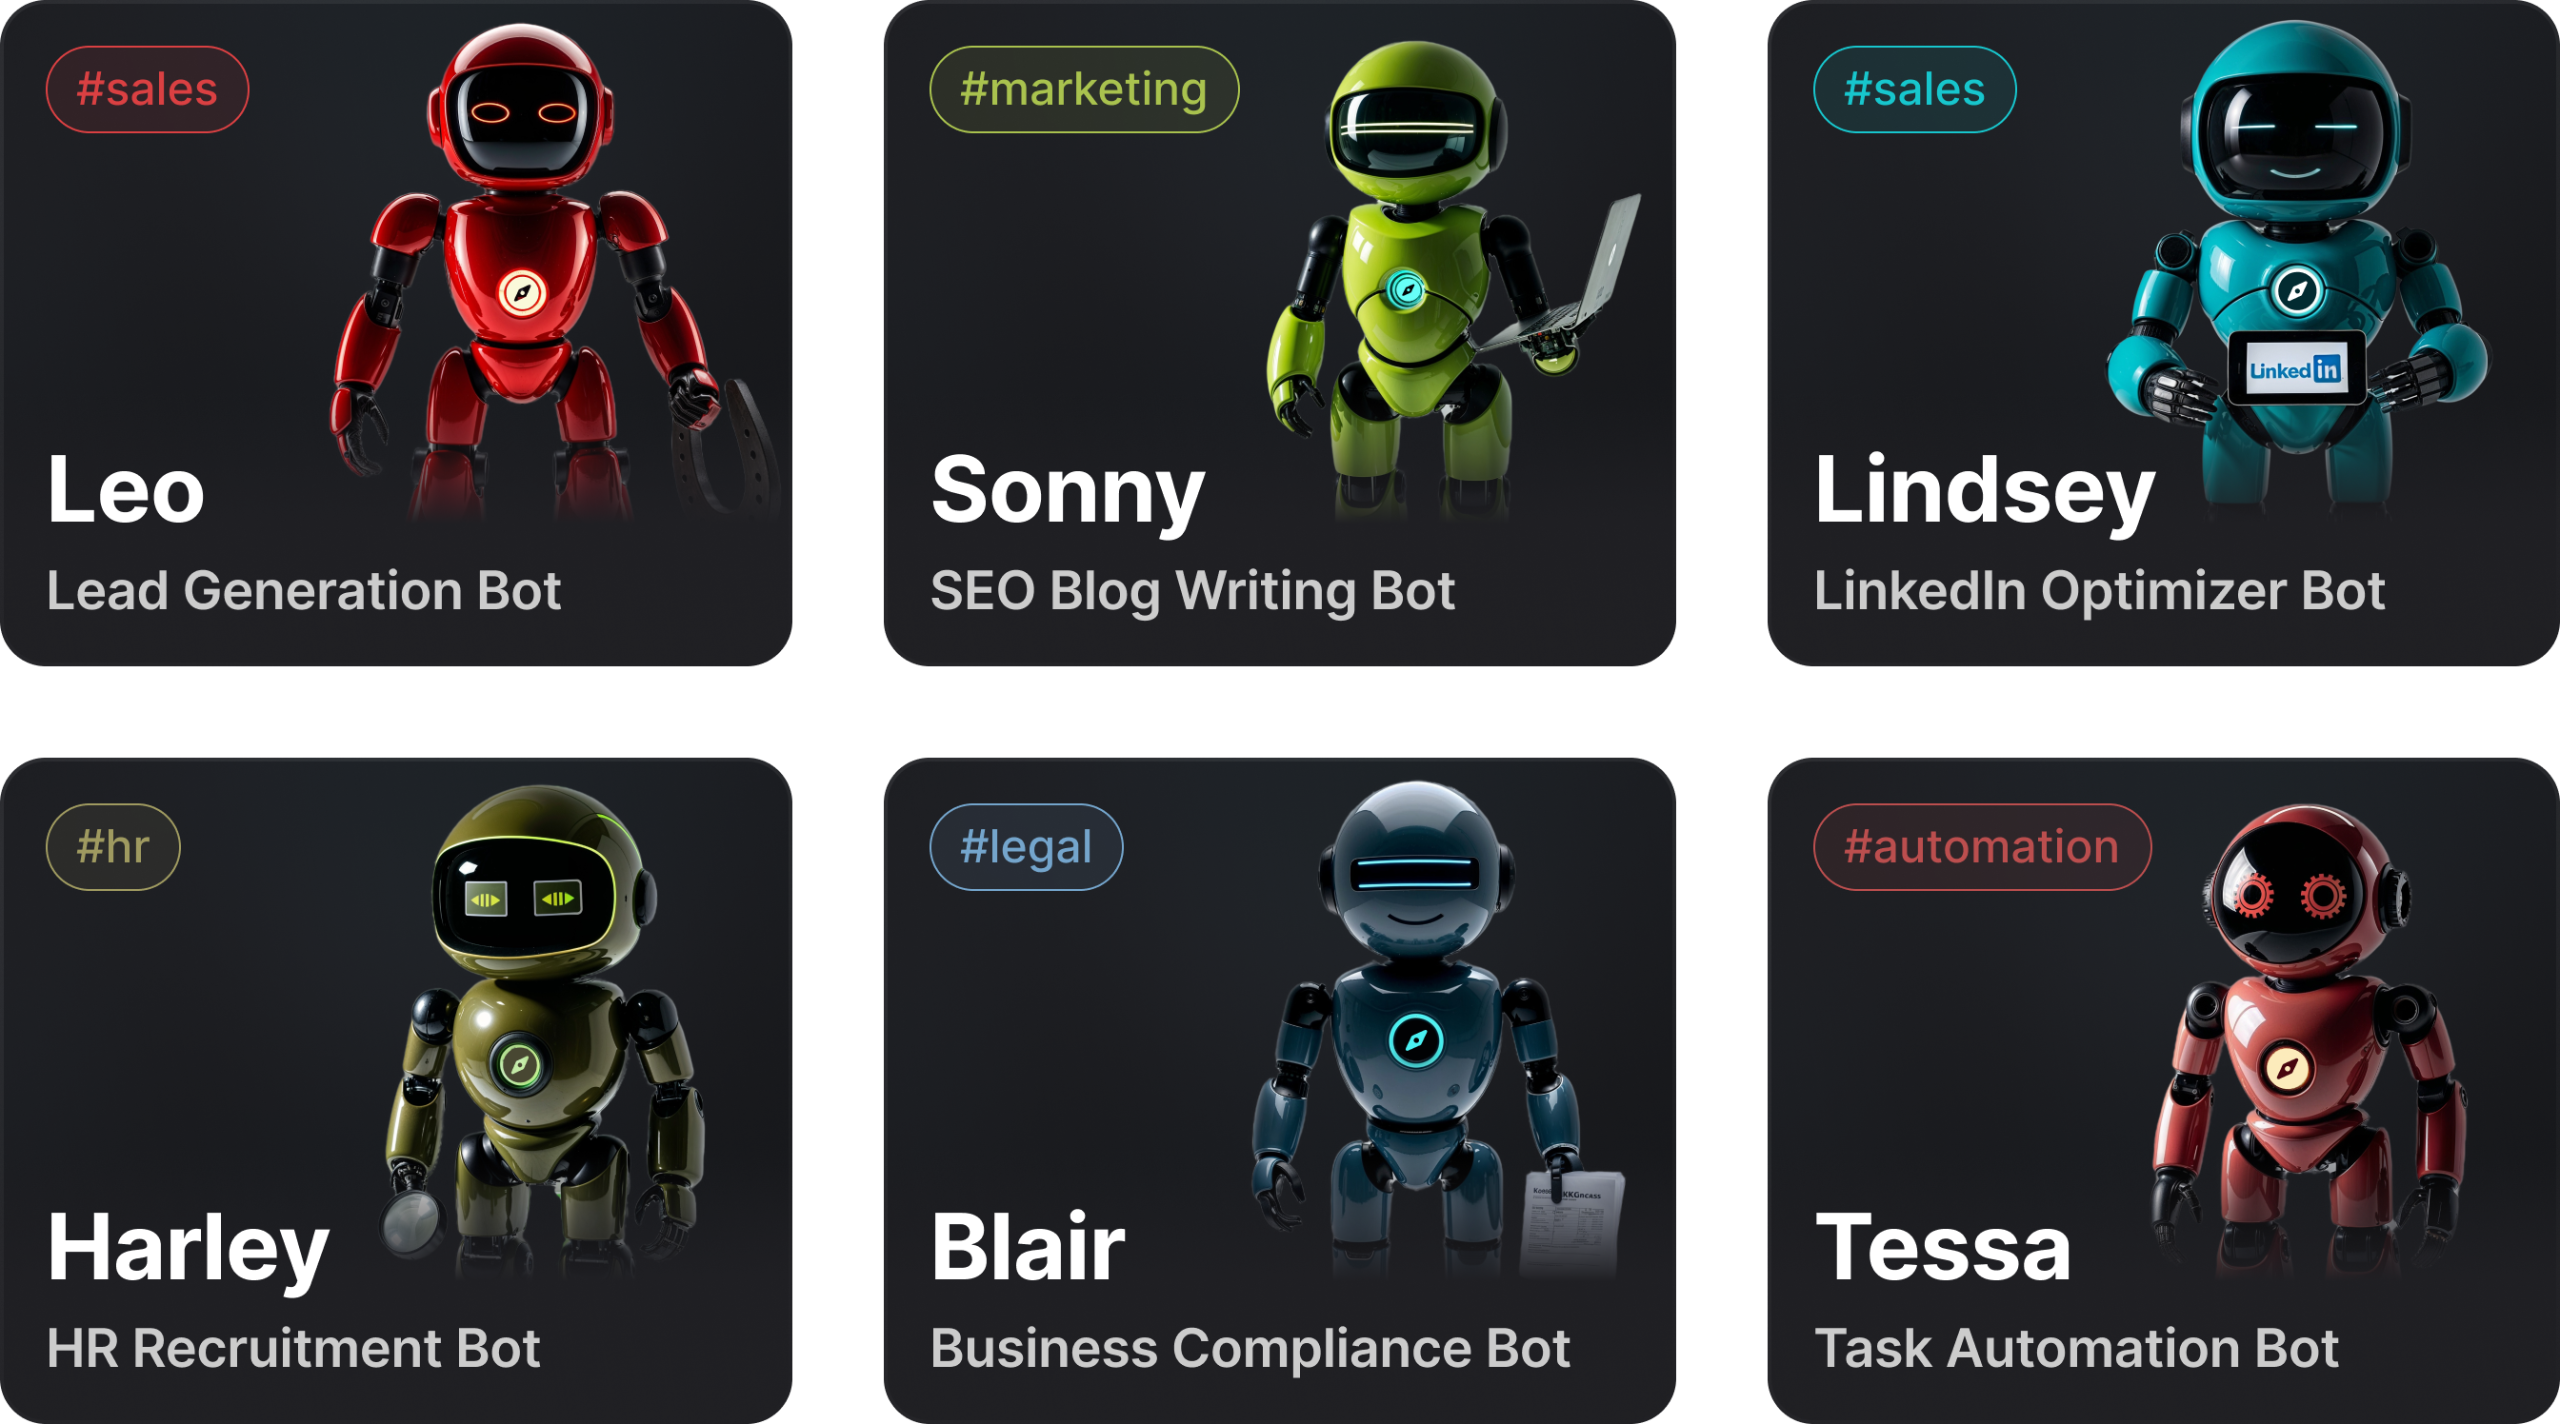 #sales
Leo
Lead Generation Bot
#marketing
Sonny
SEO Blog Writing Bot
#sales
Linked in
Lindsey
LinkedIn Optimizer Bot
#hr
Harley
HR Recruitment Bot
#legal
Blair
Business Compliance Bot
#automation
Tessa
Task Automation Bot